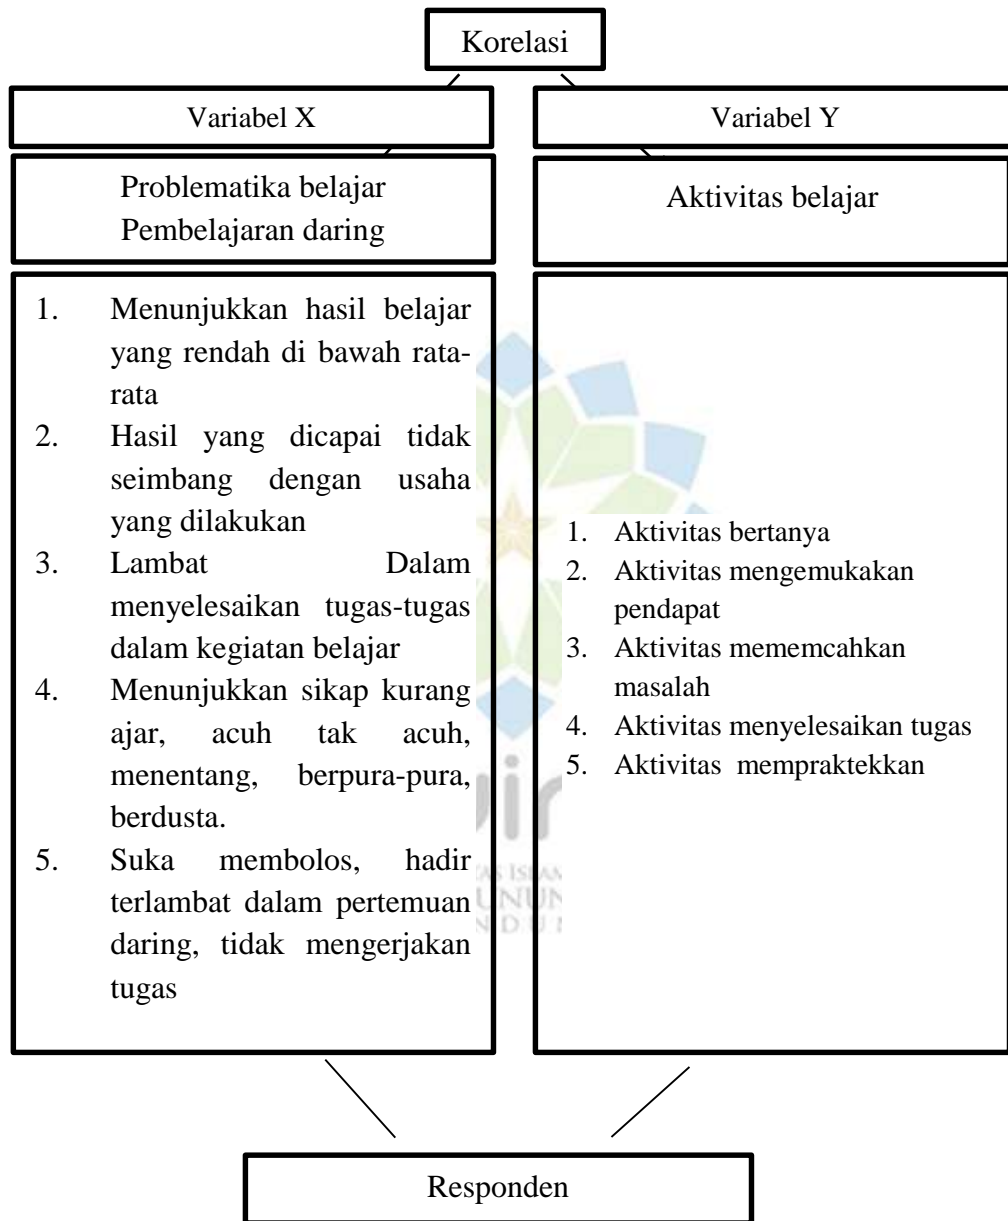 Korelasi
Variabel X
Variabel Y
Problematika belajar
Pembelajaran daring
Aktivitas belajar
1. Menunjukkan hasil belajar
yang rendah di bawah rata-
rata
2. Hasil yang dicapai tidak
seimbang dengan usaha
yang dilakukan
3. Lambat Dalam
menyelesaikan tugas-tugas
dalam kegiatan belajar
4. Menunjukkan sikap kurang
ajar, acuh tak acuh,
menentang, berpura-pura,
berdusta.
5. Suka membolos, hadir
terlambat dalam pertemuan
daring, tidak mengerjakan
tugas
1. Aktivitas bertanya
2. Aktivitas mengemukakan
pendapat
3. Aktivitas mememcahkan
masalah
4. Aktivitas menyelesaikan tugas
5. Aktivitas mempraktekkan
Responden